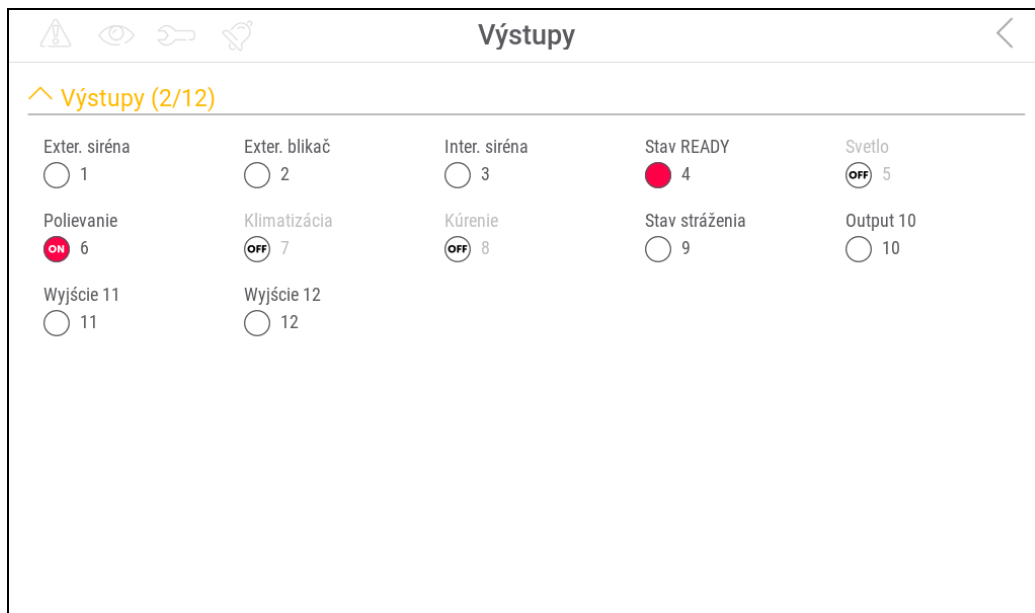 Výstupy
Výstupy (2/12)
Exter. siréna Exter. blikač Inter. siréna Stav READY Svetlo
1 2 3 4 OFF 5
Polievanie Klimatizácia Kúrenie Stav stráženia Output 10
ON 6 OFF 7 OFF 8 9 10
Wyjście 11 Wyjście 12
11 12